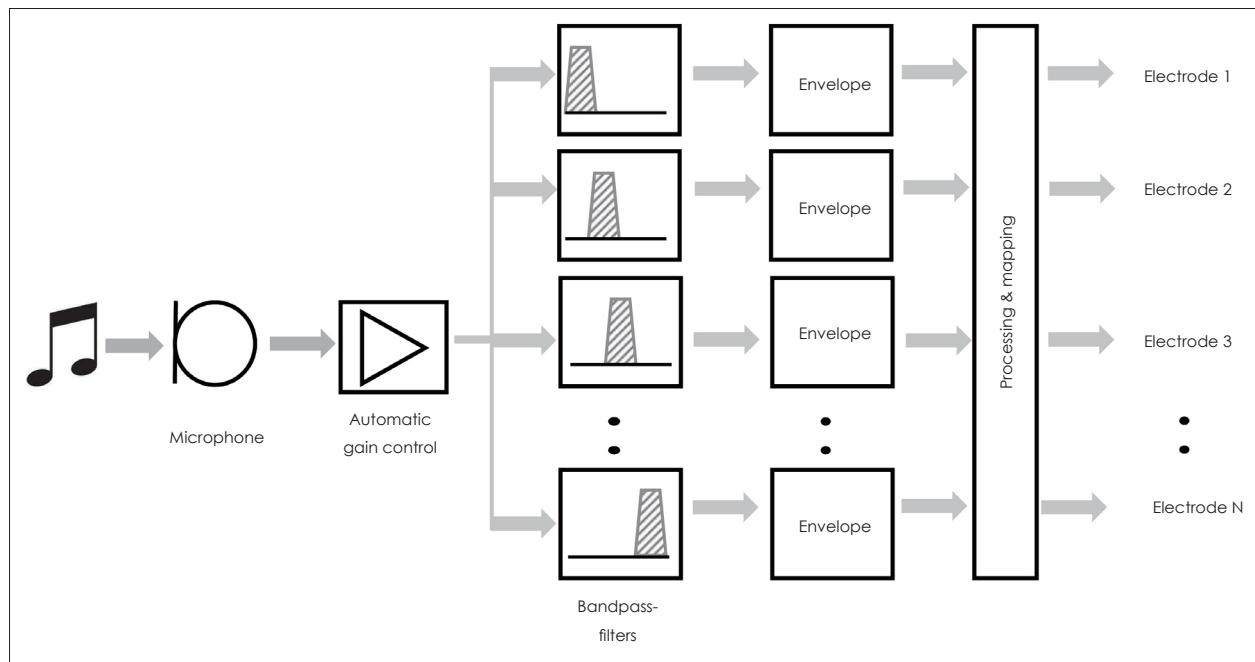 Envelope
Electrode 1
Envelope
Electrode 2
Envelope
Electrode 3
Processing & mapping
Microphone
Automatic
gain control
Envelope
Electrode N
Bandpass-
filters